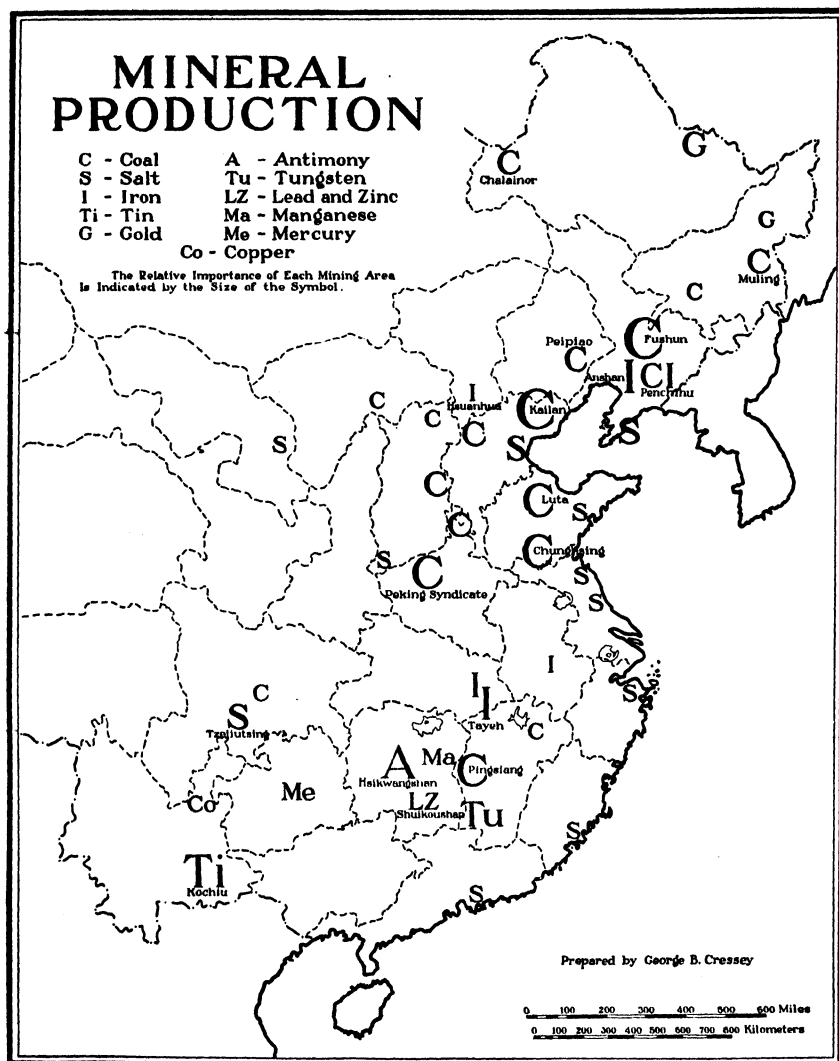 MINERAL
PRODUCTION
C - Coal
S - Salt
I - Iron
Ti - Tin
G - Gold
A - Antimony
Tu - Tungsten
LZ - Lead and Zinc
Ma - Manganese
Me - Mercury
Co - Copper
The Relative Importance of Each Mining Area
is Indicated by the Size of the Symbol.
G
C
Chalainor
G
C
Muling
C
C
Fushun
Peipiao
C
Anshan I
C I
Penchihu
I
Hsuanhua
C
C
Kailan
C
C
S
S
S
C
C
Luta
S
C
C
Chunghsing
S
C
Peking Syndicate
S
S
I
I
I
Tayeh
S
C
S
Tzeliutsing
C
A
Hsikwangshan
Ma
C
Pingsiang
Me
LZ
Shuikoushan
Tu
Co
S
Ti
Kochiu
S
Prepared by George B. Cressey
0 100 200 300 400 500 600 Miles
0 100 200 300 400 500 600 700 800 Kilometers